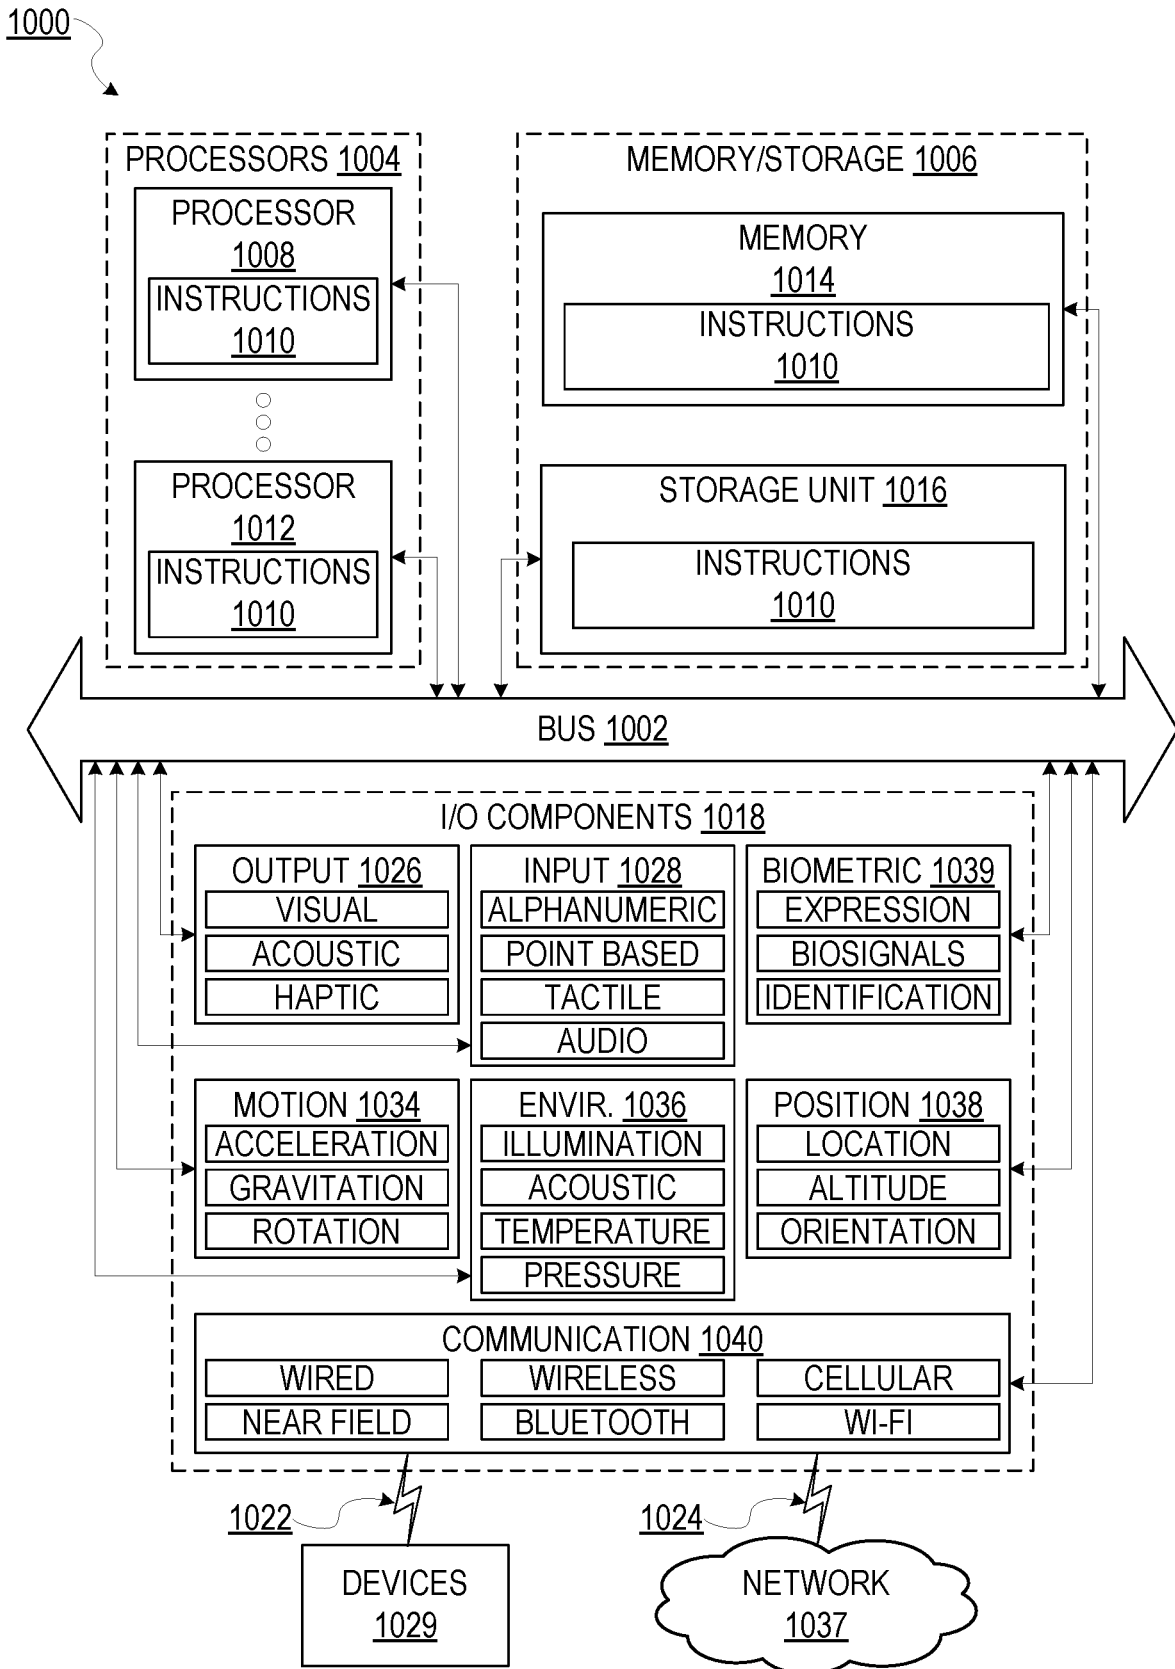 1000
PROCESSORS 1004
PROCESSOR
1008
INSTRUCTIONS
1010
PROCESSOR
1012
INSTRUCTIONS
1010
MEMORY/STORAGE 1006
MEMORY
1014
INSTRUCTIONS
1010
STORAGE UNIT 1016
INSTRUCTIONS
1010
BUS 1002
I/O COMPONENTS 1018
OUTPUT 1026
VISUAL
ACOUSTIC
HAPTIC
INPUT 1028
ALPHANUMERIC
POINT BASED
TACTILE
AUDIO
BIOMETRIC 1039
EXPRESSION
BIOSIGNALS
IDENTIFICATION
MOTION 1034
ACCELERATION
GRAVITATION
ROTATION
ENVIR. 1036
ILLUMINATION
ACOUSTIC
TEMPERATURE
PRESSURE
POSITION 1038
LOCATION
ALTITUDE
ORIENTATION
COMMUNICATION 1040
WIRED
WIRELESS
CELLULAR
NEAR FIELD
BLUETOOTH
WI-FI
1022
1024
DEVICES
1029
NETWORK
1037